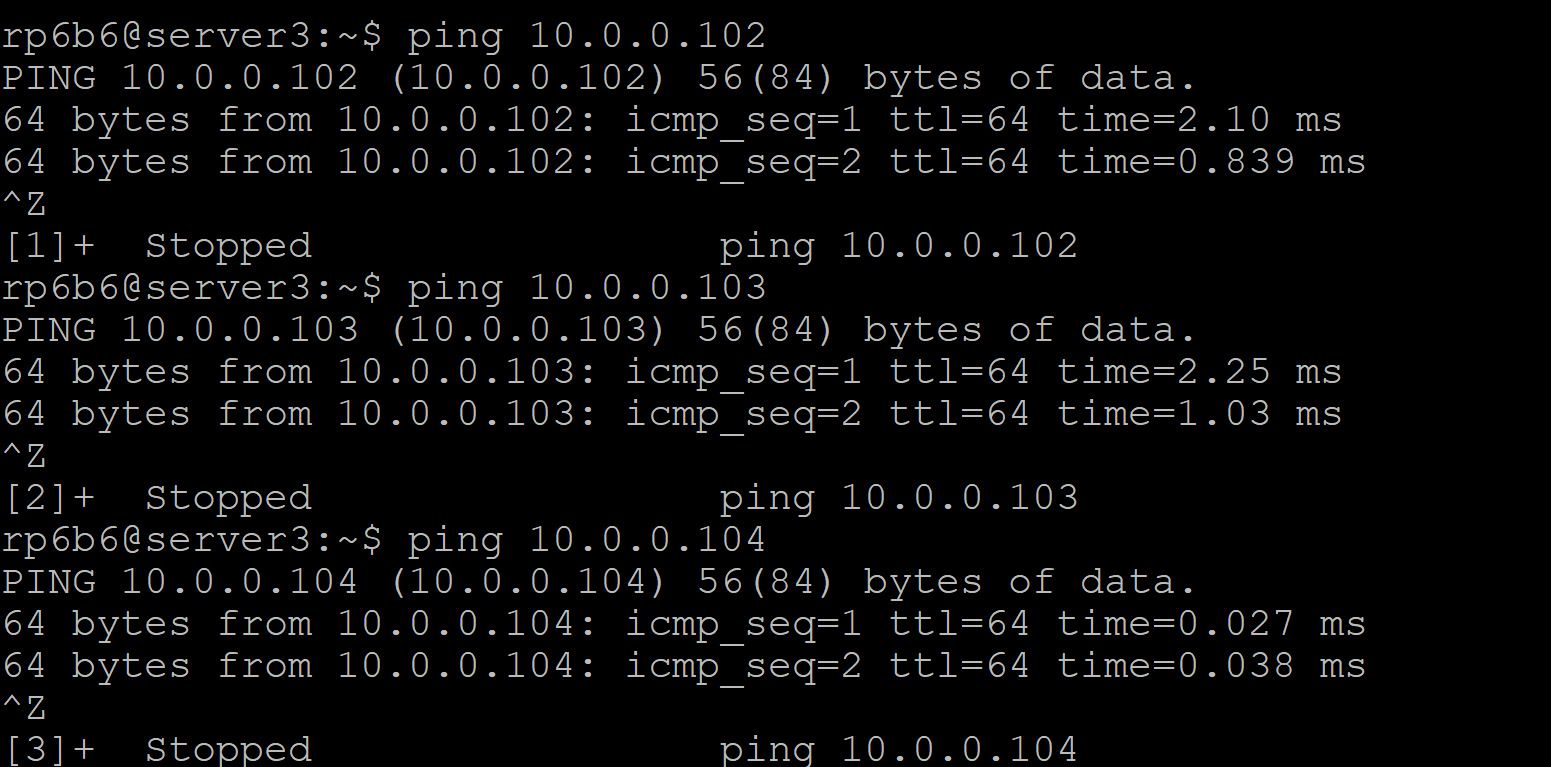 rp6b6@server3:~$ ping 10.0.0.102
PING 10.0.0.102 (10.0.0.102) 56(84) bytes of data.
64 bytes from 10.0.0.102: icmp_seq=1 ttl=64 time=2.10 ms
64 bytes from 10.0.0.102: icmp_seq=2 ttl=64 time=0.839 ms
^Z
[1]+  Stopped                 ping 10.0.0.102
rp6b6@server3:~$ ping 10.0.0.103
PING 10.0.0.103 (10.0.0.103) 56(84) bytes of data.
64 bytes from 10.0.0.103: icmp_seq=1 ttl=64 time=2.25 ms
64 bytes from 10.0.0.103: icmp_seq=2 ttl=64 time=1.03 ms
^Z
[2]+  Stopped                 ping 10.0.0.103
rp6b6@server3:~$ ping 10.0.0.104
PING 10.0.0.104 (10.0.0.104) 56(84) bytes of data.
64 bytes from 10.0.0.104: icmp_seq=1 ttl=64 time=0.027 ms
64 bytes from 10.0.0.104: icmp_seq=2 ttl=64 time=0.038 ms
^Z
[3]+  Stopped                 ping 10.0.0.104